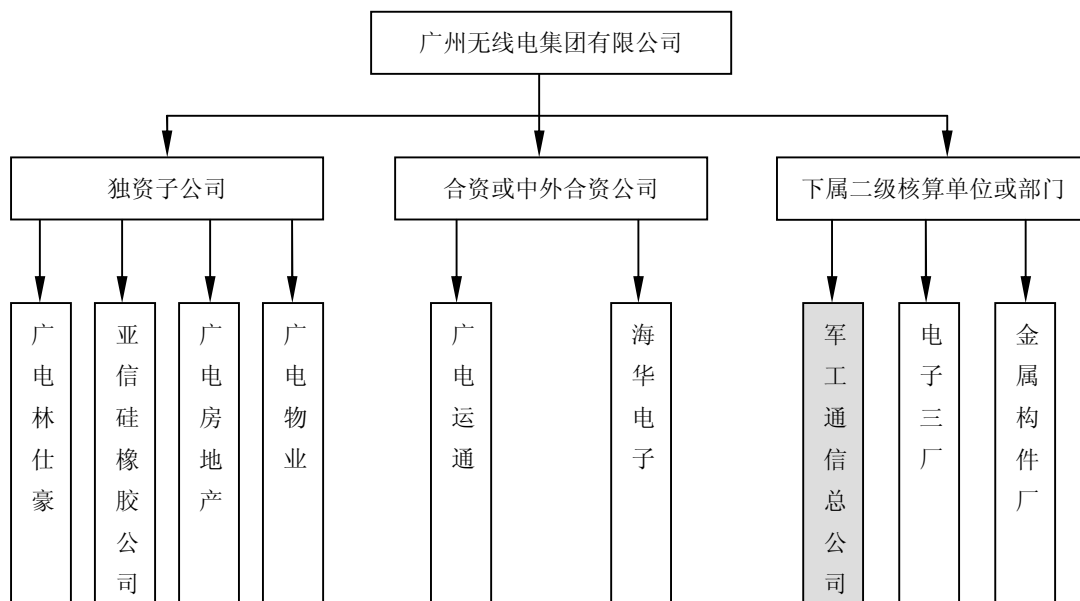 广州无线电集团有限公司
独资子公司
合资或中外合资公司
下属二级核算单位或部门
广电林仕豪
亚信硅橡胶公司
广电房地产
广电物业
广电运通
海华电子
军工通信总公司
电子三厂
金属构件厂